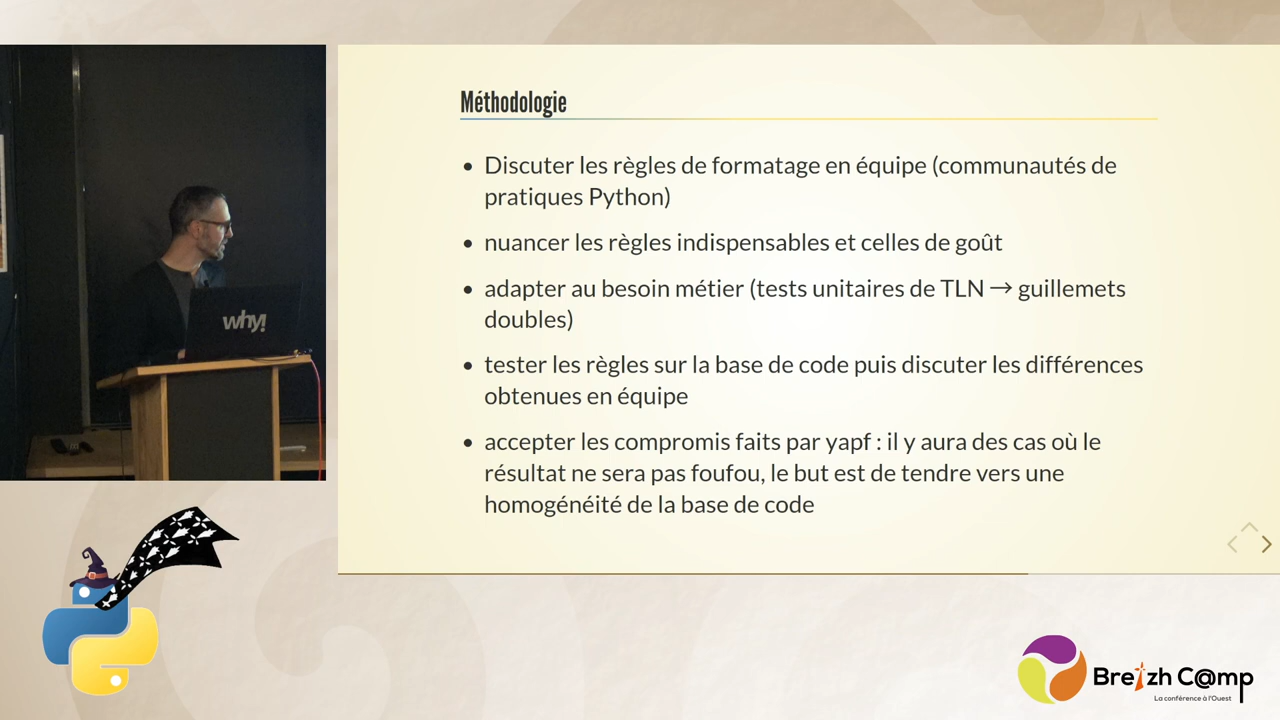 Méthodologie
• Discuter les règles de formatage en équipe (communautés de
pratiques Python)
• nuancer les règles indispensables et celles de goût
• adapter au besoin métier (tests unitaires de TLN → guillemets
doubles)
• tester les règles sur la base de code puis discuter les différences
obtenues en équipe
• accepter les compromis faits par yapf : il y aura des cas où le
résultat ne sera pas foufou, le but est de tendre vers une
homogénéité de la base de code
why!
Breizh C@mp
La conférence à l'Ouest